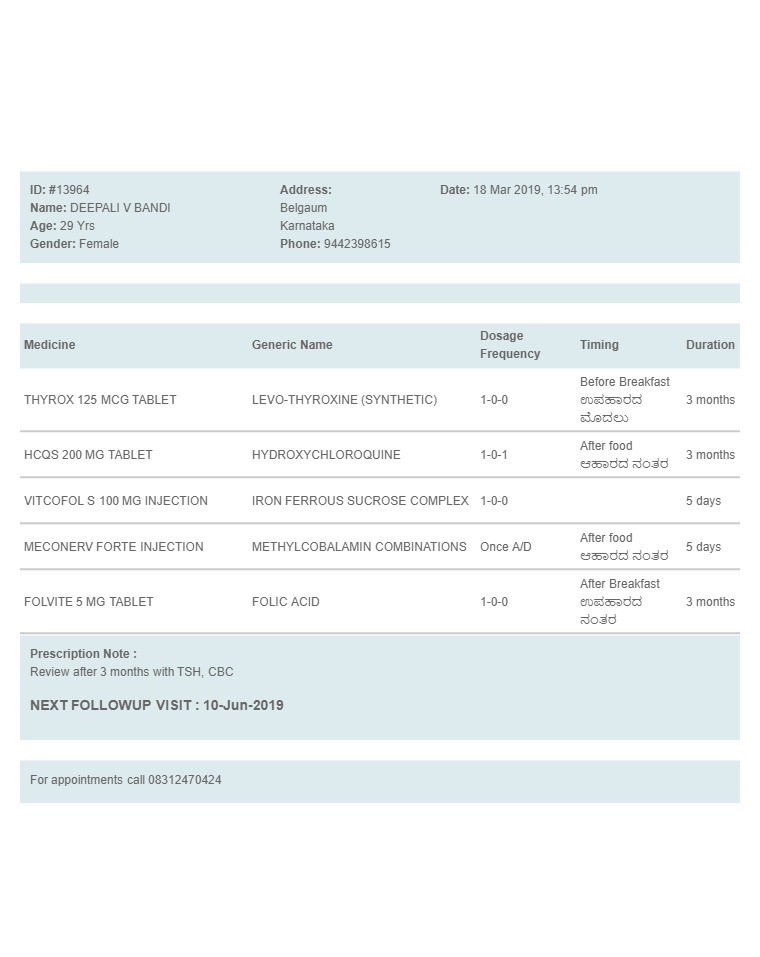 ID: #13964
Name: DEEPALI V BANDI
Age: 29 Yrs
Gender: Female
Address:
Belgaum
Karnataka
Phone: 9442398615
Date: 18 Mar 2019, 13:54 pm
Medicine Generic Name Dosage Frequency Timing Duration
THYROX 125 MCG TABLET LEVO-THYROXINE (SYNTHETIC) 1-0-0 Before Breakfast ಉಪಹಾರದ ಮೊದಲು 3 months
HCQS 200 MG TABLET HYDROXYCHLOROQUINE 1-0-1 After food ಆಹಾರದ ನಂತರ 3 months
VITCOFOL S 100 MG INJECTION IRON FERROUS SUCROSE COMPLEX 1-0-0 5 days
MECONERV FORTE INJECTION METHYLCOBALAMIN COMBINATIONS Once A/D After food ಆಹಾರದ ನಂತರ 5 days
FOLVITE 5 MG TABLET FOLIC ACID 1-0-0 After Breakfast ಉಪಹಾರದ ನಂತರ 3 months
Prescription Note :
Review after 3 months with TSH, CBC
NEXT FOLLOWUP VISIT : 10-Jun-2019
For appointments call 08312470424